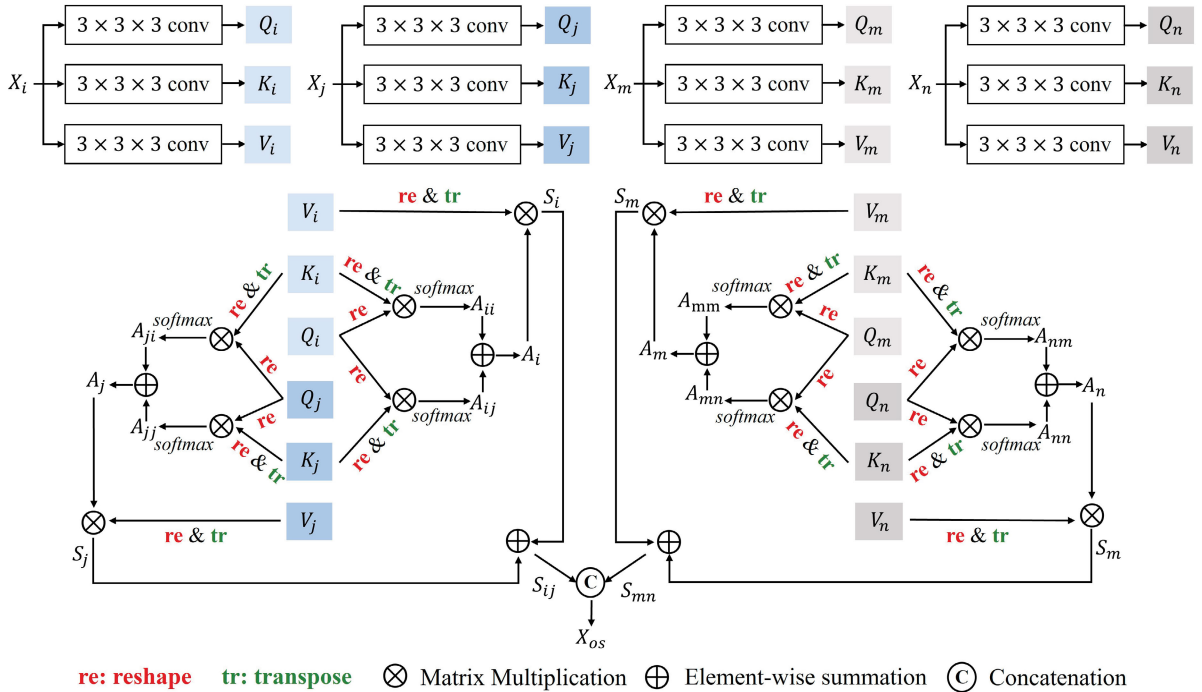 3 × 3 × 3 conv Q_i 3 × 3 × 3 conv Q_j 3 × 3 × 3 conv Q_m 3 × 3 × 3 conv Q_n
X_i 3 × 3 × 3 conv K_i X_j 3 × 3 × 3 conv K_j X_m 3 × 3 × 3 conv K_m X_n 3 × 3 × 3 conv K_n
3 × 3 × 3 conv V_i 3 × 3 × 3 conv V_j 3 × 3 × 3 conv V_m 3 × 3 × 3 conv V_n
V_i re & tr ⊗ S_i S_m ⊗ re & tr V_m
K_i re & tr softmax re & tr K_m
re & tr ⊗ A_ii A_mm softmax ⊗ re & tr
A_ji softmax ⊗ re Q_i re re Q_m re ⊗ softmax A_nm
A_j ⊕ re ⊕ A_i A_m ⊕ re ⊕ A_n
A_jj softmax ⊗ re Q_j ⊗ softmax A_ij A_mn softmax ⊗ Q_n re ⊗ softmax A_nn
re & tr K_j re & tr re & tr K_n re & tr
⊗ re & tr V_j V_n re & tr ⊗
S_j ⊕ ⊕ S_m
S_ij C S_mn
X_os
re: reshape tr: transpose ⊗ Matrix Multiplication ⊕ Element-wise summation C Concatenation